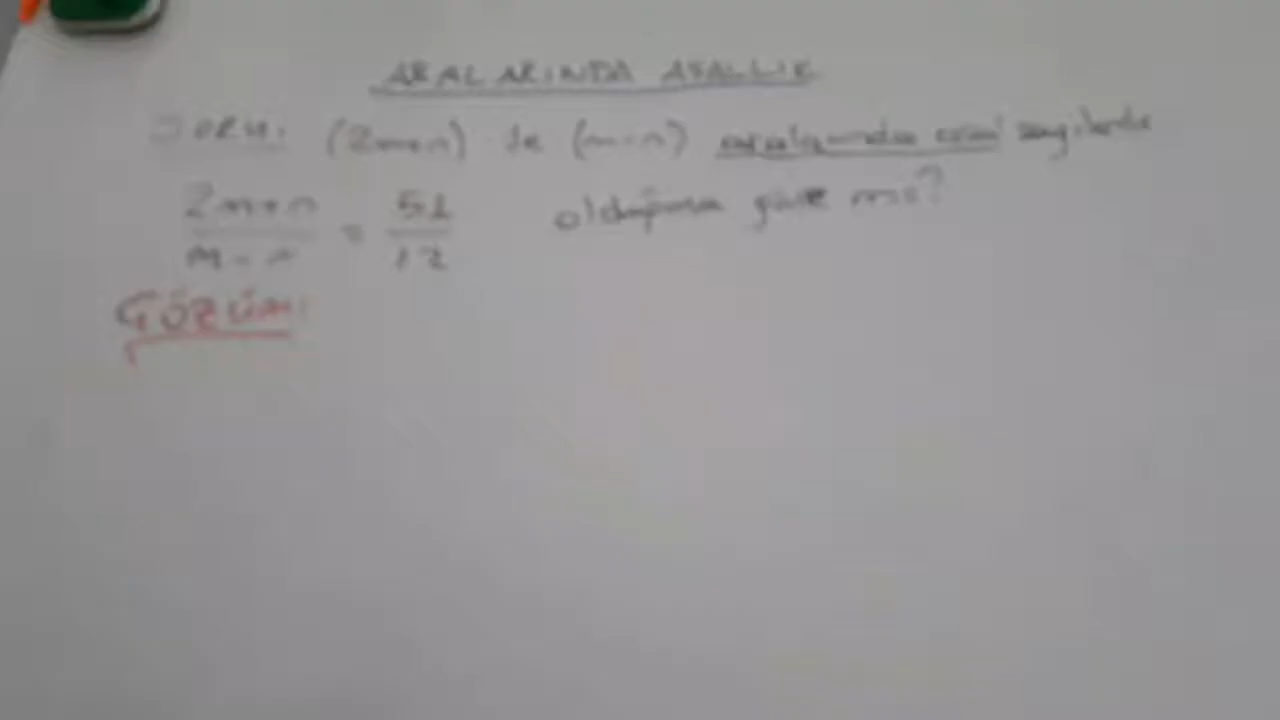 ARALARINDA ASALLIK
SORU: (2m+n) ile (m-n) aralarında asal sayılardır
2m+n / m-n = 51 / 12 olduğuna göre m=?
ÇÖZÜM: